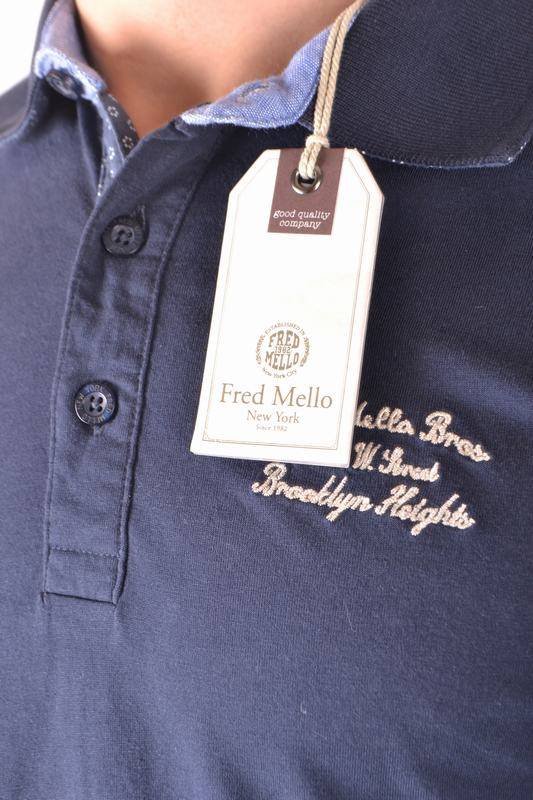 good quality
company
ESTABLISHED IN
FRED
1982
MELLO
New York City
Fred Mello
New York
Since 1982
Mello Bros
W. Street
Brooklyn Heights